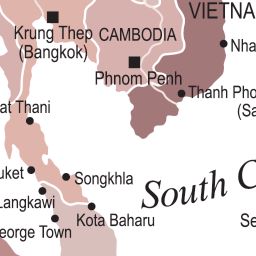 VIETNA
Krung Thep
(Bangkok)
CAMBODIA
Nha
Phnom Penh
Thanh Pho
(Sa
at Thani
uket
Songkhla
South C
Langkawi
Kota Baharu
Se
eorge Town